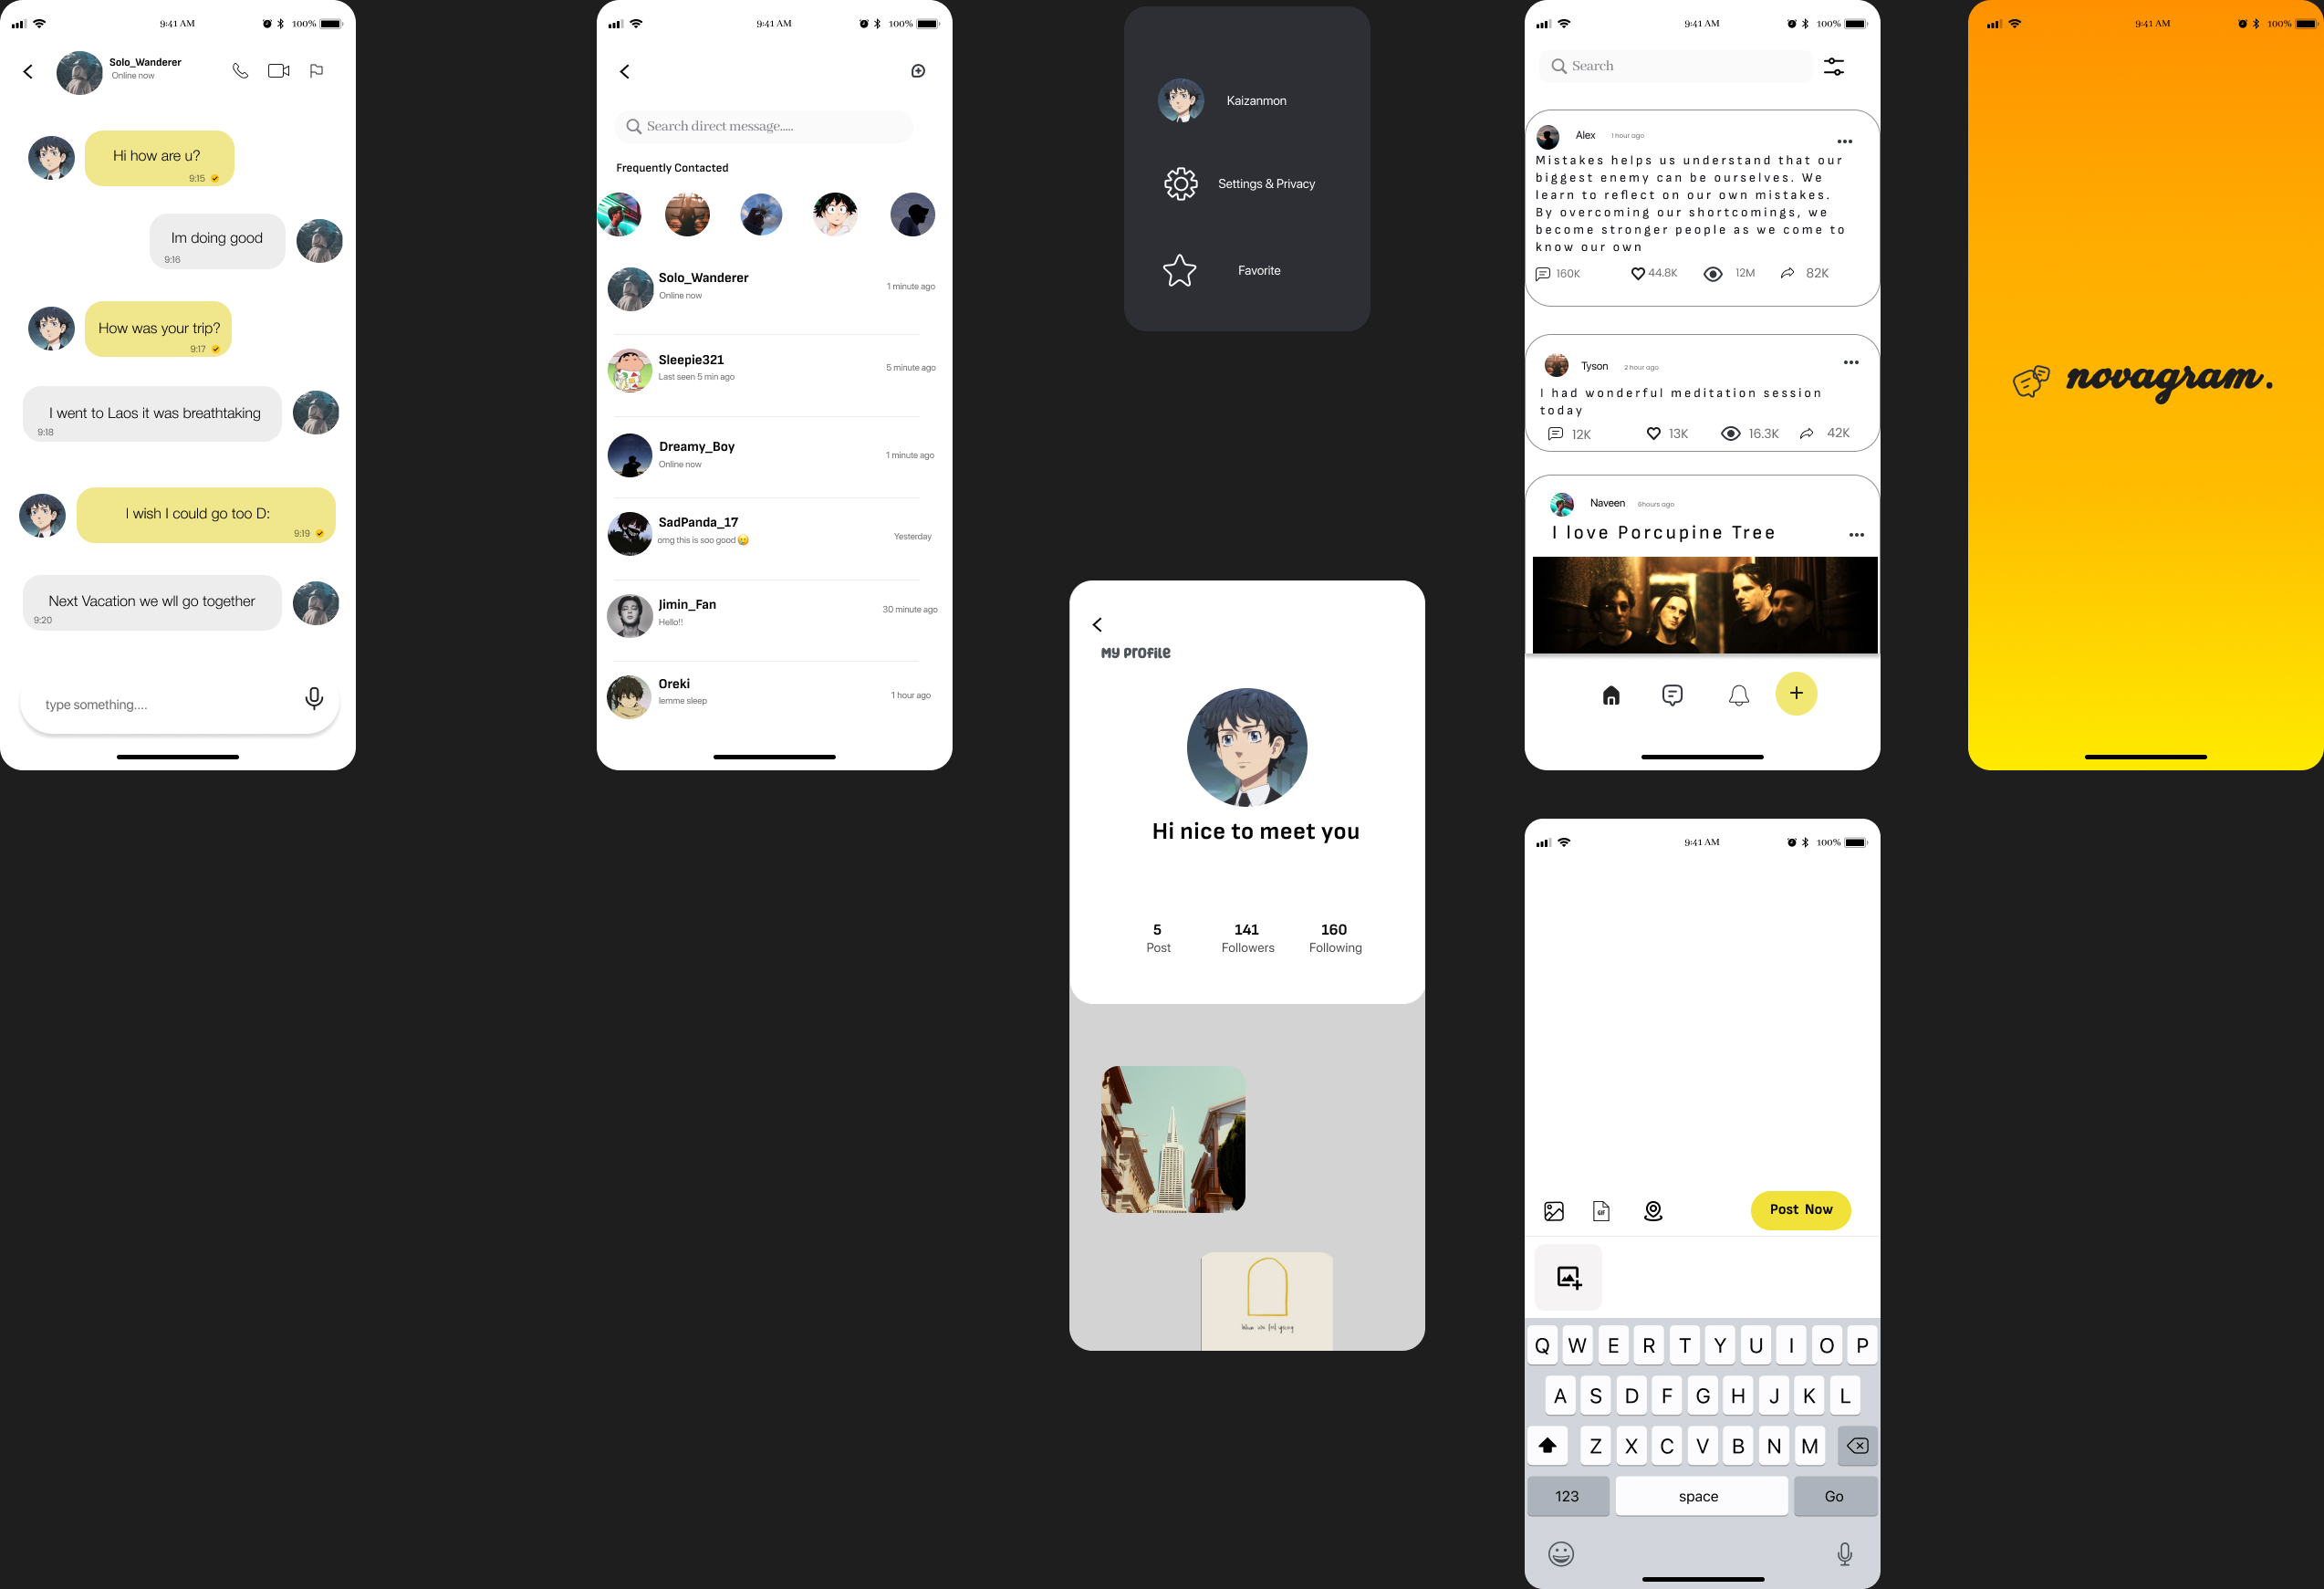 9:41 AM
100%
Solo_Wanderer
Online now
Hi how are u?
9:15
Im doing good
9:16
How was your trip?
9:17
I went to Laos it was breathtaking
9:18
I wish I could go too D:
9:19
Next Vacation we wll go together
9:20
type something....
9:41 AM
100%
Search direct message.....
Frequently Contacted
Solo_Wanderer
Online now
1 minute ago
Sleepie321
Last seen 5 min ago
5 minute ago
Dreamy_Boy
Online now
1 minute ago
SadPanda_17
omg this is soo good
Yesterday
Jimin_Fan
Hello!!
30 minute ago
Oreki
lemme sleep
1 hour ago
Kaizanmon
Settings & Privacy
Favorite
My Profile
Hi nice to meet you
5
Post
141
Followers
160
Following
When we feel young
9:41 AM
100%
Search
Alex
1 hour ago
Mistakes helps us understand that our
biggest enemy can be ourselves. We
learn to reflect on our own mistakes.
By overcoming our shortcomings, we
become stronger people as we come to
know our own
160K
44.8K
12M
82K
Tyson
2 hour ago
I had wonderful meditation session
today
12K
13K
16.3K
42K
Naveen
6hours ago
I love Porcupine Tree
9:41 AM
100%
novagram.
9:41 AM
100%
GIF
Post Now
Q W E R T Y U I O P
A S D F G H J K L
Z X C V B N M
123
space
Go